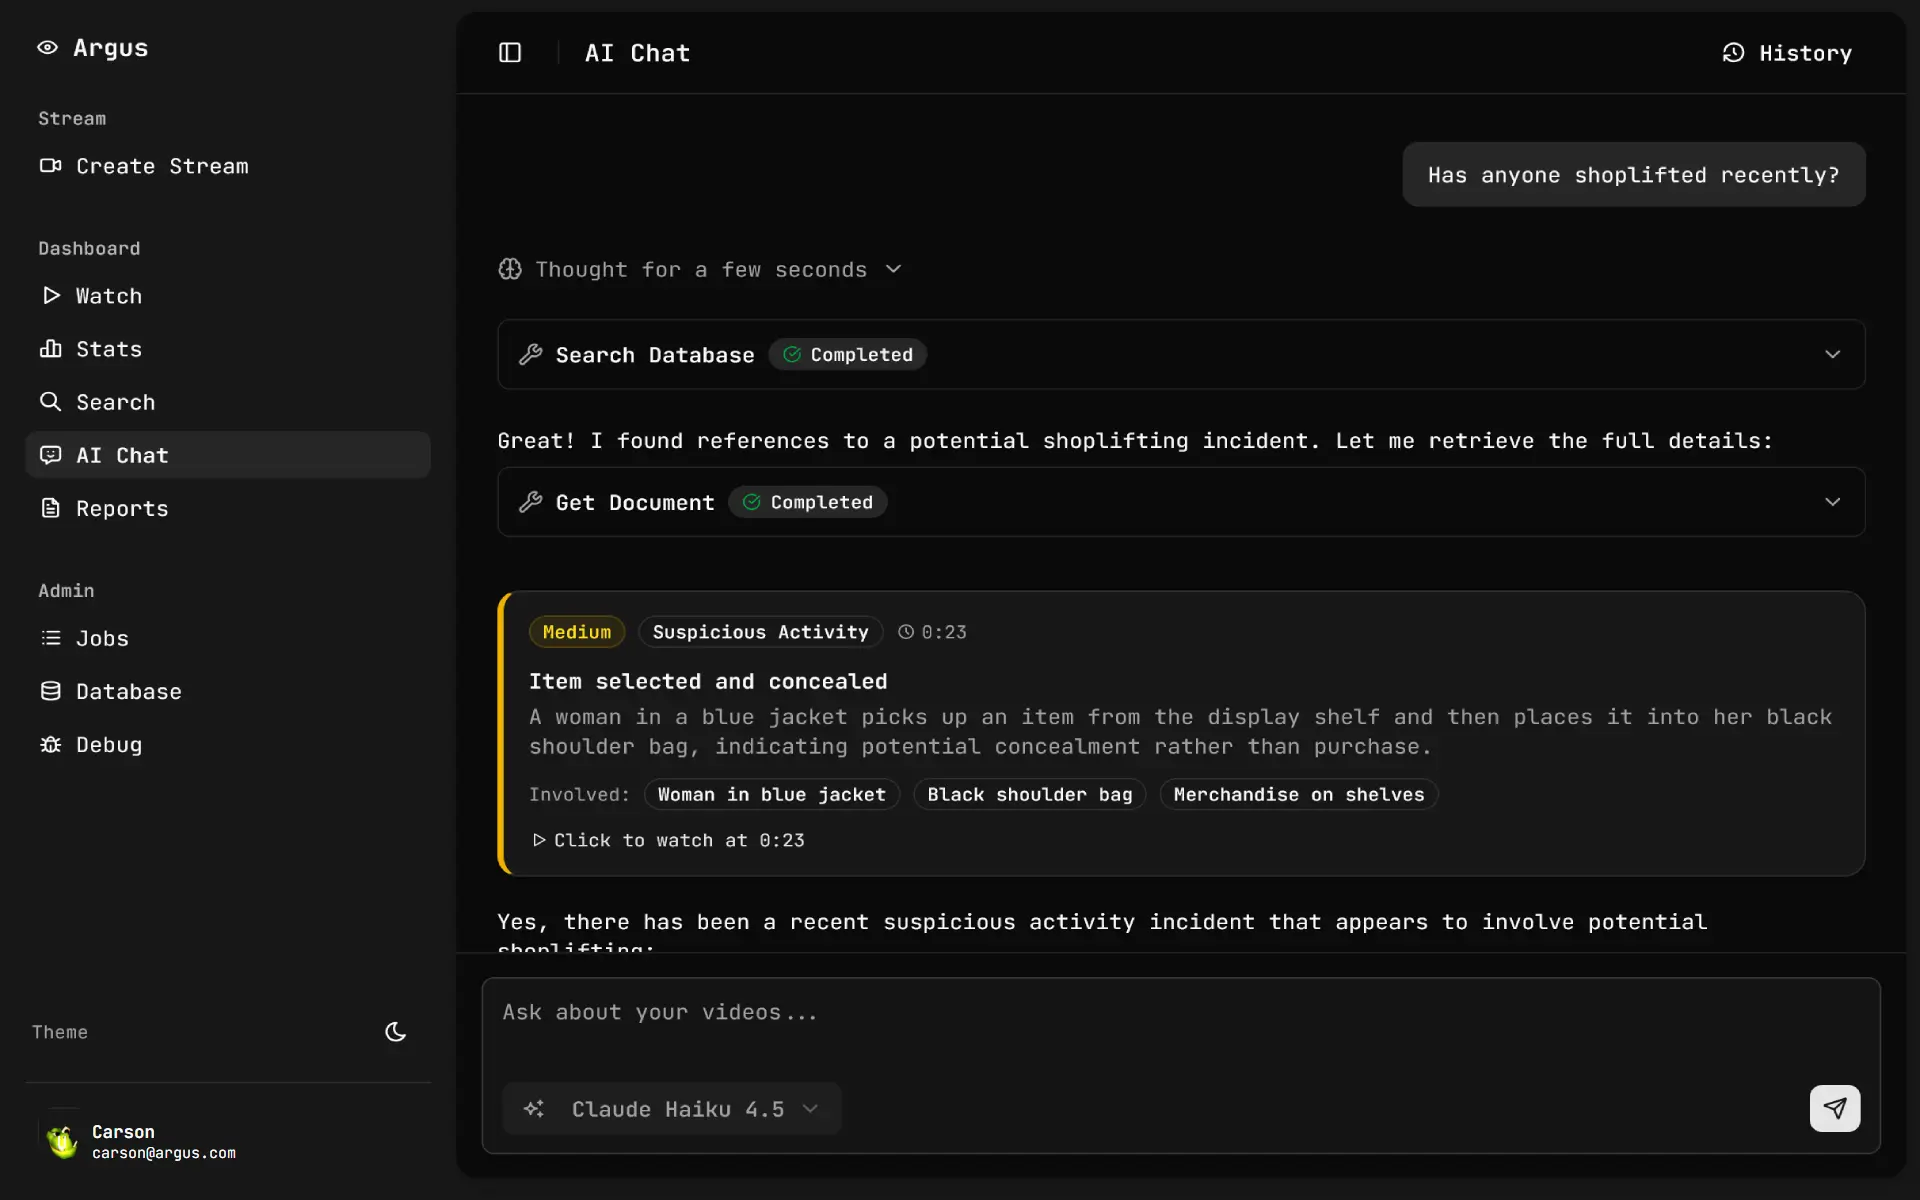 Argus
Stream
Create Stream
Dashboard
Watch
Stats
Search
AI Chat
Reports
Admin
Jobs
Database
Debug
Theme
Carson
carson@argus.com
AI Chat
History
Has anyone shoplifted recently?
Thought for a few seconds
Search Database Completed
Great! I found references to a potential shoplifting incident. Let me retrieve the full details:
Get Document Completed
Medium Suspicious Activity 0:23
Item selected and concealed
A woman in a blue jacket picks up an item from the display shelf and then places it into her black
shoulder bag, indicating potential concealment rather than purchase.
Involved: Woman in blue jacket Black shoulder bag Merchandise on shelves
Click to watch at 0:23
Yes, there has been a recent suspicious activity incident that appears to involve potential
shoplifting:
Ask about your videos...
Claude Haiku 4.5